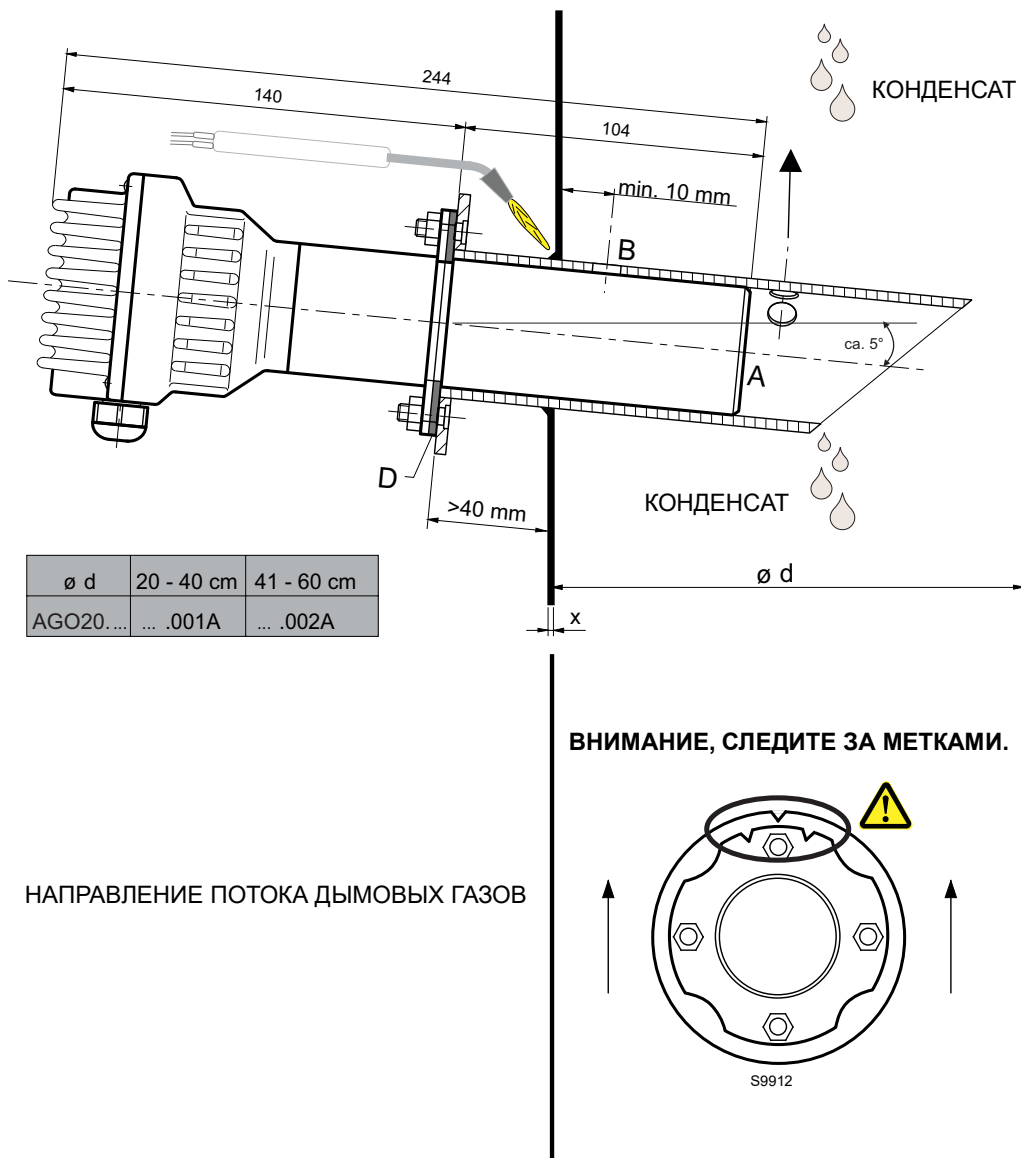 КОНДЕНСАТ
244
140
104
min. 10 mm
B
ca. 5°
A
D
КОНДЕНСАТ
>40 mm
ø d
ø d 20 - 40 cm 41 - 60 cm
AGO20.... ... .001A ... .002A
x
ВНИМАНИЕ, СЛЕДИТЕ ЗА МЕТКАМИ.
!
НАПРАВЛЕНИЕ ПОТОКА ДЫМОВЫХ ГАЗОВ
S9912